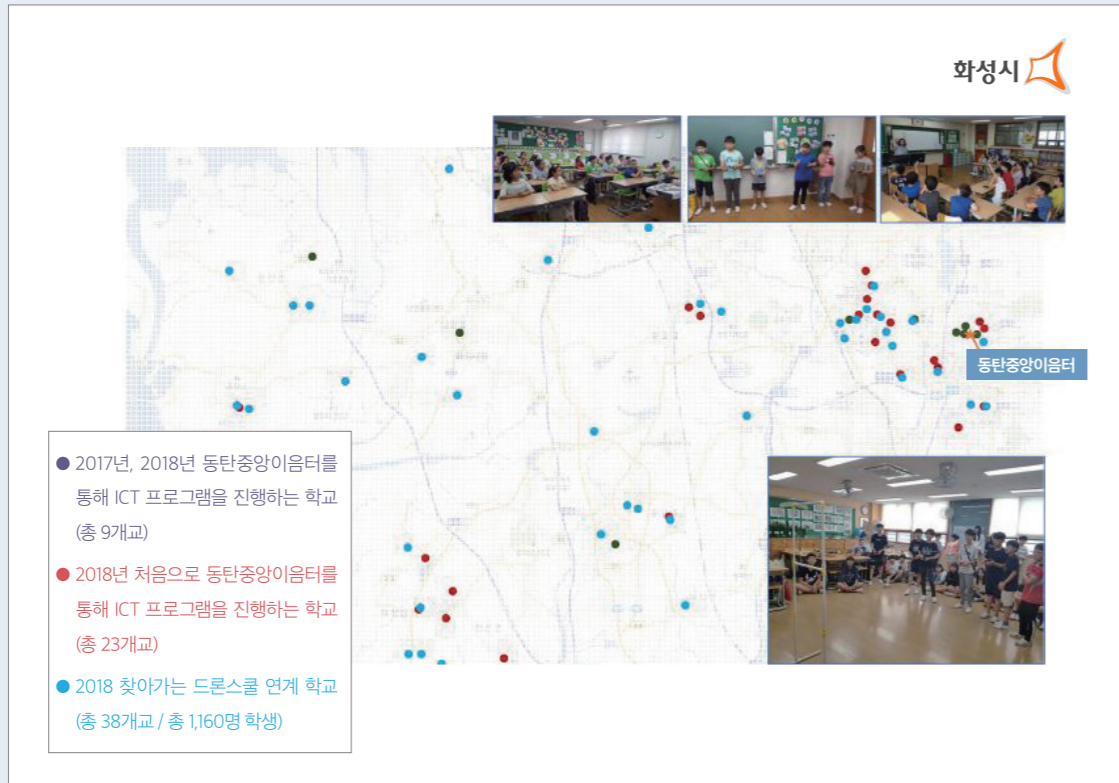 화성시
동탄중앙이음터
● 2017년, 2018년 동탄중앙이음터를
통해 ICT 프로그램을 진행하는 학교
(총 9개교)
● 2018년 처음으로 동탄중앙이음터를
통해 ICT 프로그램을 진행하는 학교
(총 23개교)
● 2018 찾아가는 드론스쿨 연계 학교
(총 38개교 / 총 1,160명 학생)